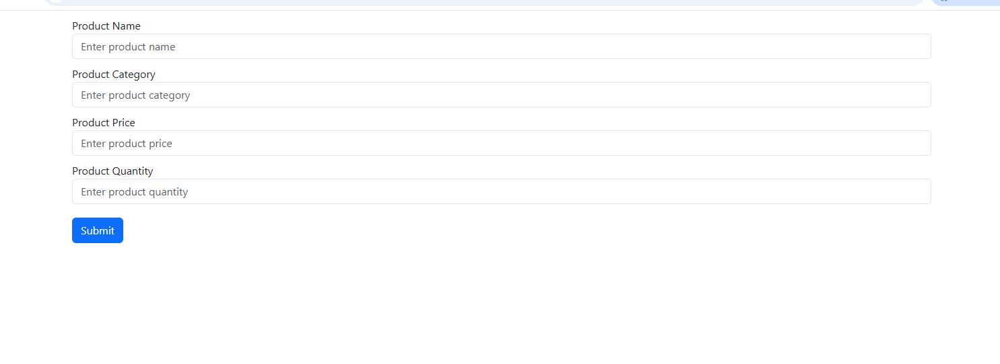 Product Name
Enter product name
Product Category
Enter product category
Product Price
Enter product price
Product Quantity
Enter product quantity
Submit